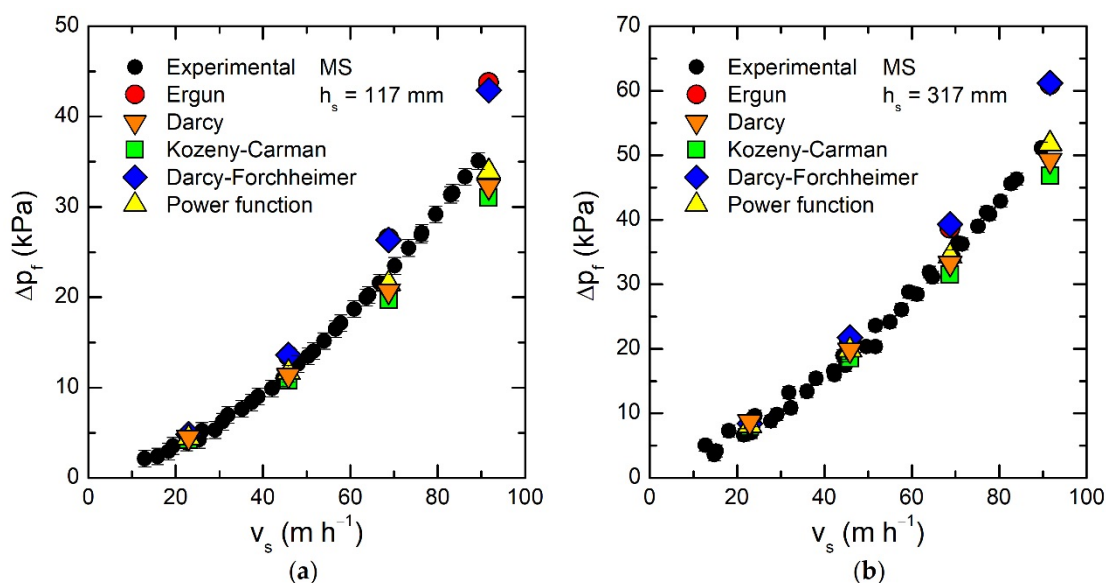 50
40
30
20
10
0
Δp_f (kPa)
Experimental MS
Ergun h_s = 117 mm
Darcy
Kozeny-Carman
Darcy-Forchheimer
Power function
0 20 40 60 80 100
v_s (m h⁻¹)
(a)
70
60
50
40
30
20
10
0
Δp_f (kPa)
Experimental MS
Ergun h_s = 317 mm
Darcy
Kozeny-Carman
Darcy-Forchheimer
Power function
0 20 40 60 80 100
v_s (m h⁻¹)
(b)